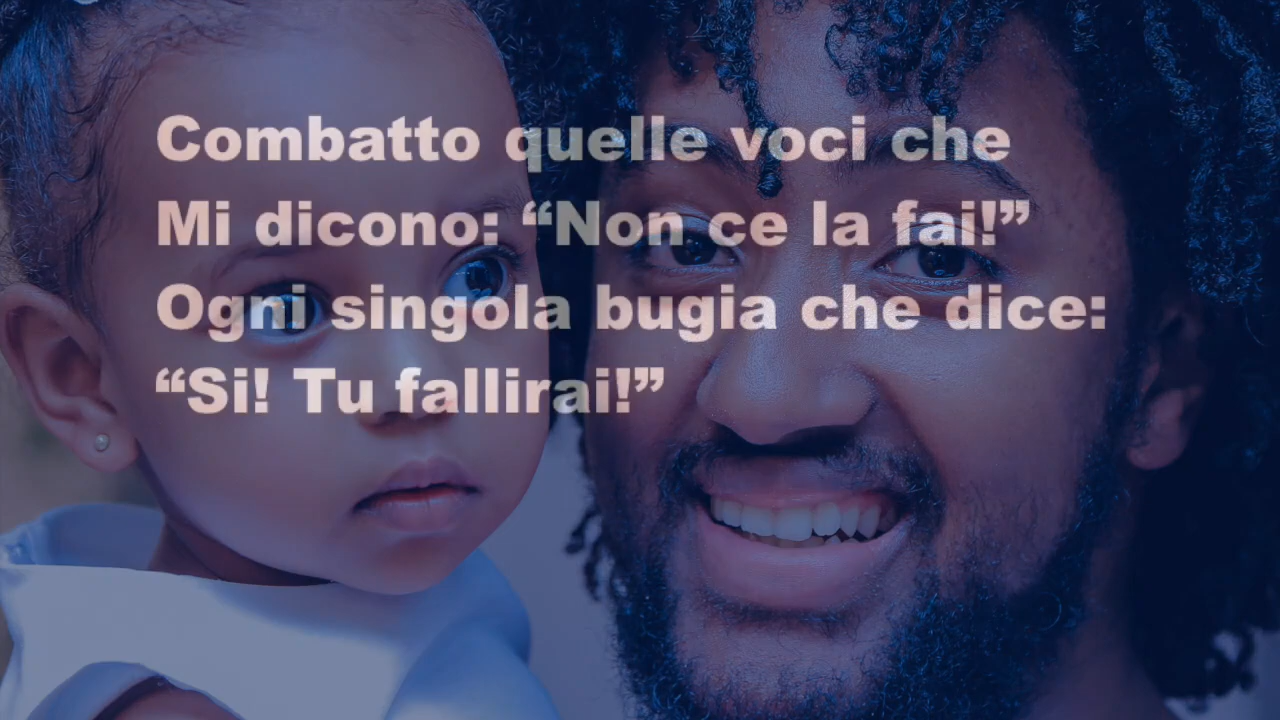 Combatto quelle voci che
Mi dicono: “Non ce la fai!”
Ogni singola bugia che dice:
“Si! Tu fallirai!”